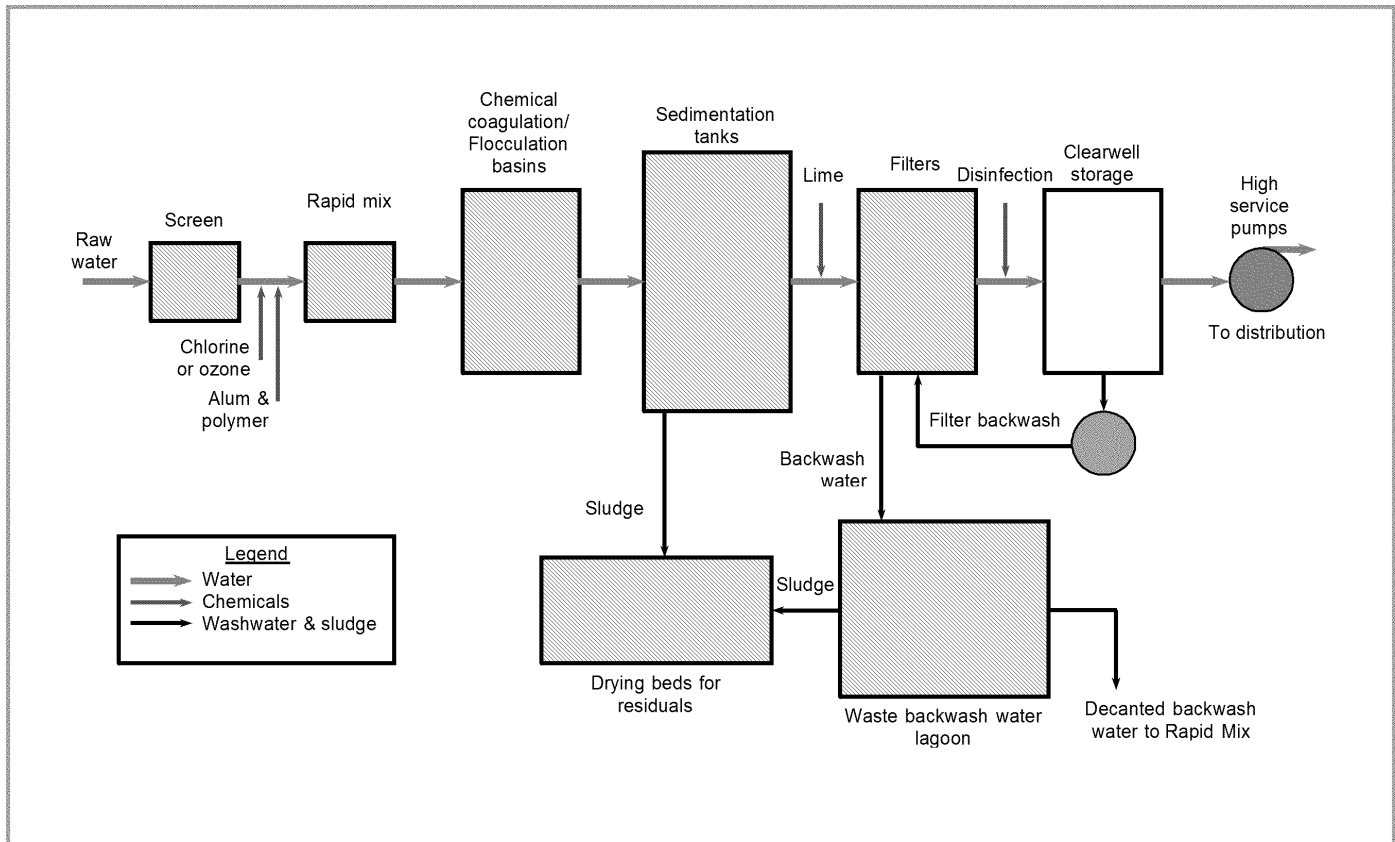 Chemical
coagulation/
Flocculation
basins
Sedimentation
tanks
Lime
Filters
Disinfection
Clearwell
storage
High
service
pumps
Rapid mix
Screen
Raw
water
To distribution
Chlorine
or ozone
Alum &
polymer
Filter backwash
Backwash
water
Sludge
Sludge
Legend
Water
Chemicals
Washwater & sludge
Drying beds for
residuals
Waste backwash water
lagoon
Decanted backwash
water to Rapid Mix